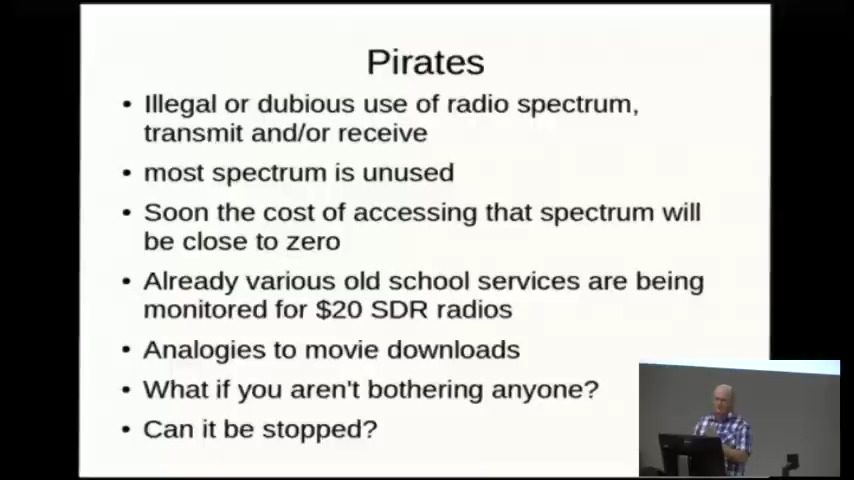 Pirates
• Illegal or dubious use of radio spectrum,
transmit and/or receive
• most spectrum is unused
• Soon the cost of accessing that spectrum will
be close to zero
• Already various old school services are being
monitored for $20 SDR radios
• Analogies to movie downloads
• What if you aren't bothering anyone?
• Can it be stopped?